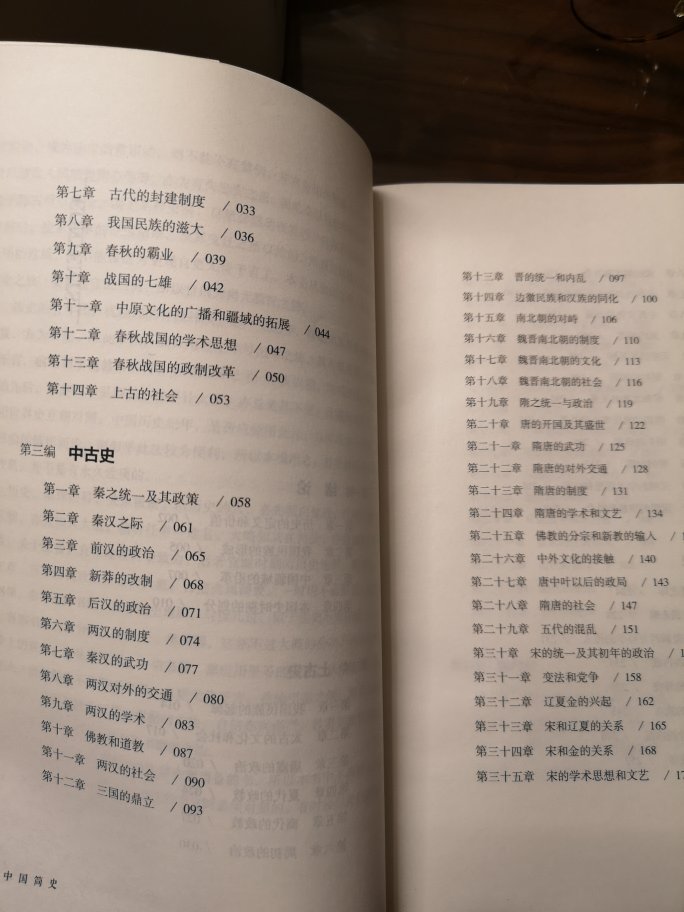 第七章 古代的封建制度 / 033
第八章 我国民族的滋大 / 036
第九章 春秋的霸业 / 039
第十章 战国的七雄 / 042
第十一章 中原文化的广播和疆域的拓展 / 044
第十二章 春秋战国的学术思想 / 047
第十三章 春秋战国的政制改革 / 050
第十四章 上古的社会 / 053
第三编 中古史
第一章 秦之统一及其政策 / 058
第二章 秦汉之际 / 061
第三章 前汉的政治 / 065
第四章 新莽的改制 / 068
第五章 后汉的政治 / 071
第六章 两汉的制度 / 074
第七章 秦汉的武功 / 077
第八章 两汉对外的交通 / 080
第九章 两汉的学术 / 083
第十章 佛教和道教 / 087
第十一章 两汉的社会 / 090
第十二章 三国的鼎立 / 093
中国简史
第十三章 晋的统一和内乱 / 097
第十四章 边徼民族和汉族的同化 / 100
第十五章 南北朝的对峙 / 106
第十六章 魏晋南北朝的制度 / 110
第十七章 魏晋南北朝的文化 / 113
第十八章 魏晋南北朝的社会 / 116
第十九章 隋之统一与政治 / 119
第二十章 唐的开国及其盛世 / 122
第二十一章 隋唐的武功 / 125
第二十二章 隋唐的对外交通 / 128
第二十三章 隋唐的制度 / 131
第二十四章 隋唐的学术和文艺 / 134
第二十五章 佛教的分宗和新教的输入 /
第二十六章 中外文化的接触 / 140
第二十七章 唐中叶以后的政局 / 143
第二十八章 隋唐的社会 / 147
第二十九章 五代的混乱 / 151
第三十章 宋的统一及其初年的政治 /
第三十一章 变法和党争 / 158
第三十二章 辽夏金的兴起 / 162
第三十三章 宋和辽夏的关系 / 165
第三十四章 宋和金的关系 / 168
第三十五章 宋的学术思想和文艺 /